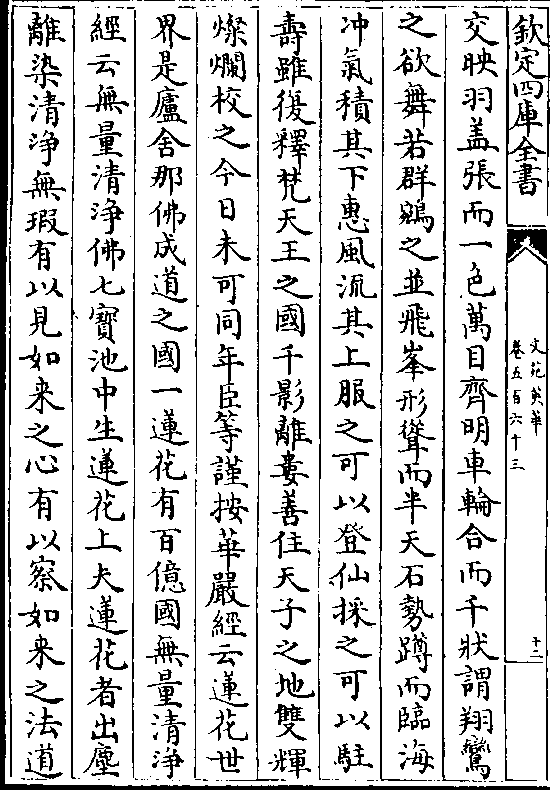 欽定四庫全書
文苑英華
卷五百六十三
十二
交映羽盖張而一色萬目齊明車輪合而千狀謂翔鸞
之欲舞若群鵷之並飛峯形聳而半天石勢蹲而臨海
冲氣積其下惠風流其上服之可以登仙採之可以駐
壽雖復釋梵天王之國千影離婁善住天子之地雙輝
燦爛校之今日未可同年臣等謹按華嚴經云蓮花世
界是廬舍那佛成道之國一蓮花有百億國無量清淨
經云無量清淨佛七寶池中生蓮花上夫蓮花者出塵
離染清淨無瑕有以見如来之心有以察如来之法道